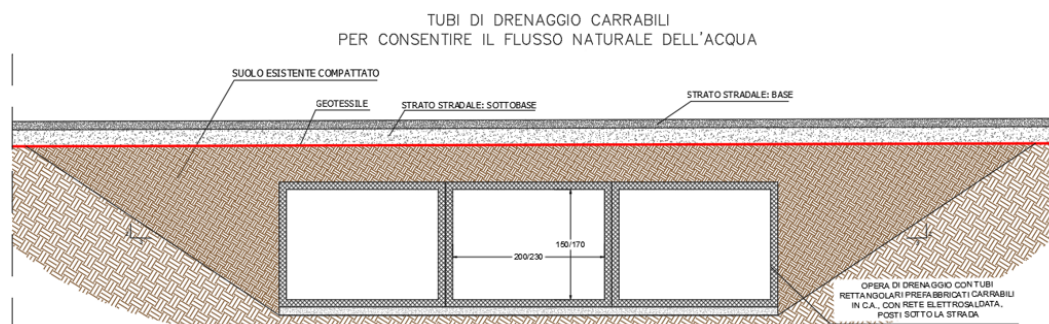 TUBI DI DRENAGGIO CARRABILI
PER CONSENTIRE IL FLUSSO NATURALE DELL'ACQUA
SUOLO ESISTENTE COMPATTATO
GEOTESSILE
STRATO STRADALE: SOTTOBASE
STRATO STRADALE: BASE
150/170
200/230
OPERA DI DRENAGGIO CON TUBI
RETTANGOLARI PREFABBRICATI CARRABILI
IN C.A., CON RETE ELETTROSALDATA,
POSTI SOTTO LA STRADA